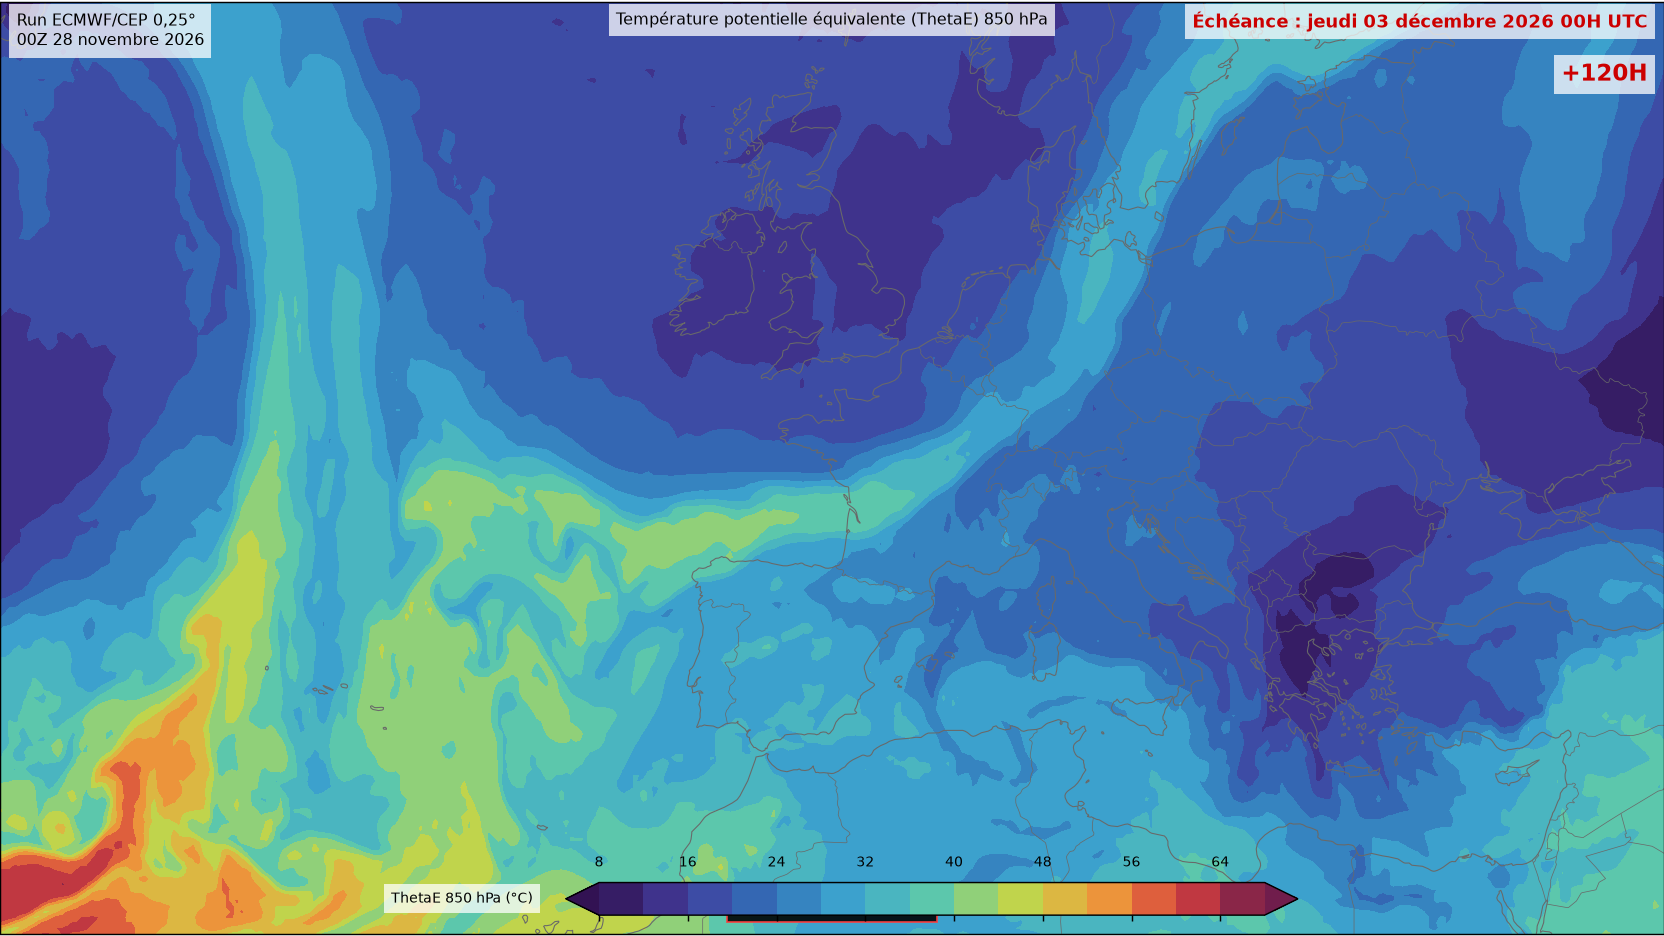 Run ECMWF/CEP 0,25°
00Z 28 novembre 2026
Température potentielle équivalente (ThetaE) 850 hPa
Échéance : jeudi 03 décembre 2026 00H UTC
+120H
8 16 24 32 40 48 56 64
ThetaE 850 hPa (°C)